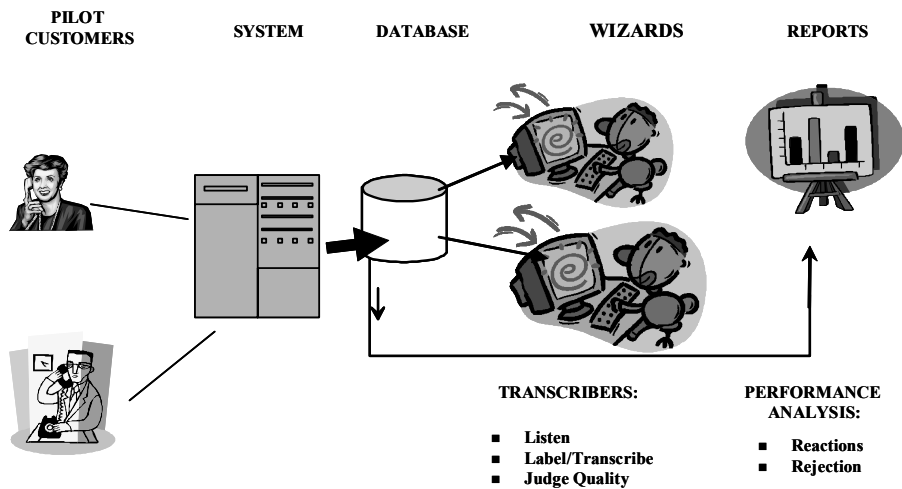 PILOT
CUSTOMERS
SYSTEM
DATABASE
WIZARDS
REPORTS
TRANSCRIBERS:
■ Listen
■ Label/Transcribe
■ Judge Quality
PERFORMANCE
ANALYSIS:
■ Reactions
■ Rejection